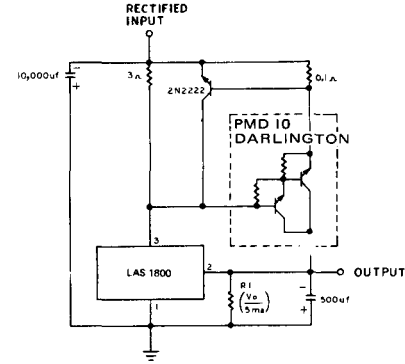 RECTIFIED
INPUT
10,000uf
-
+
3Ω
2N2222
0.1Ω
PMD 10
DARLINGTON
3
LAS 1800
2
1
R1
(Vo/5ma)
OUTPUT
-
+
500uf